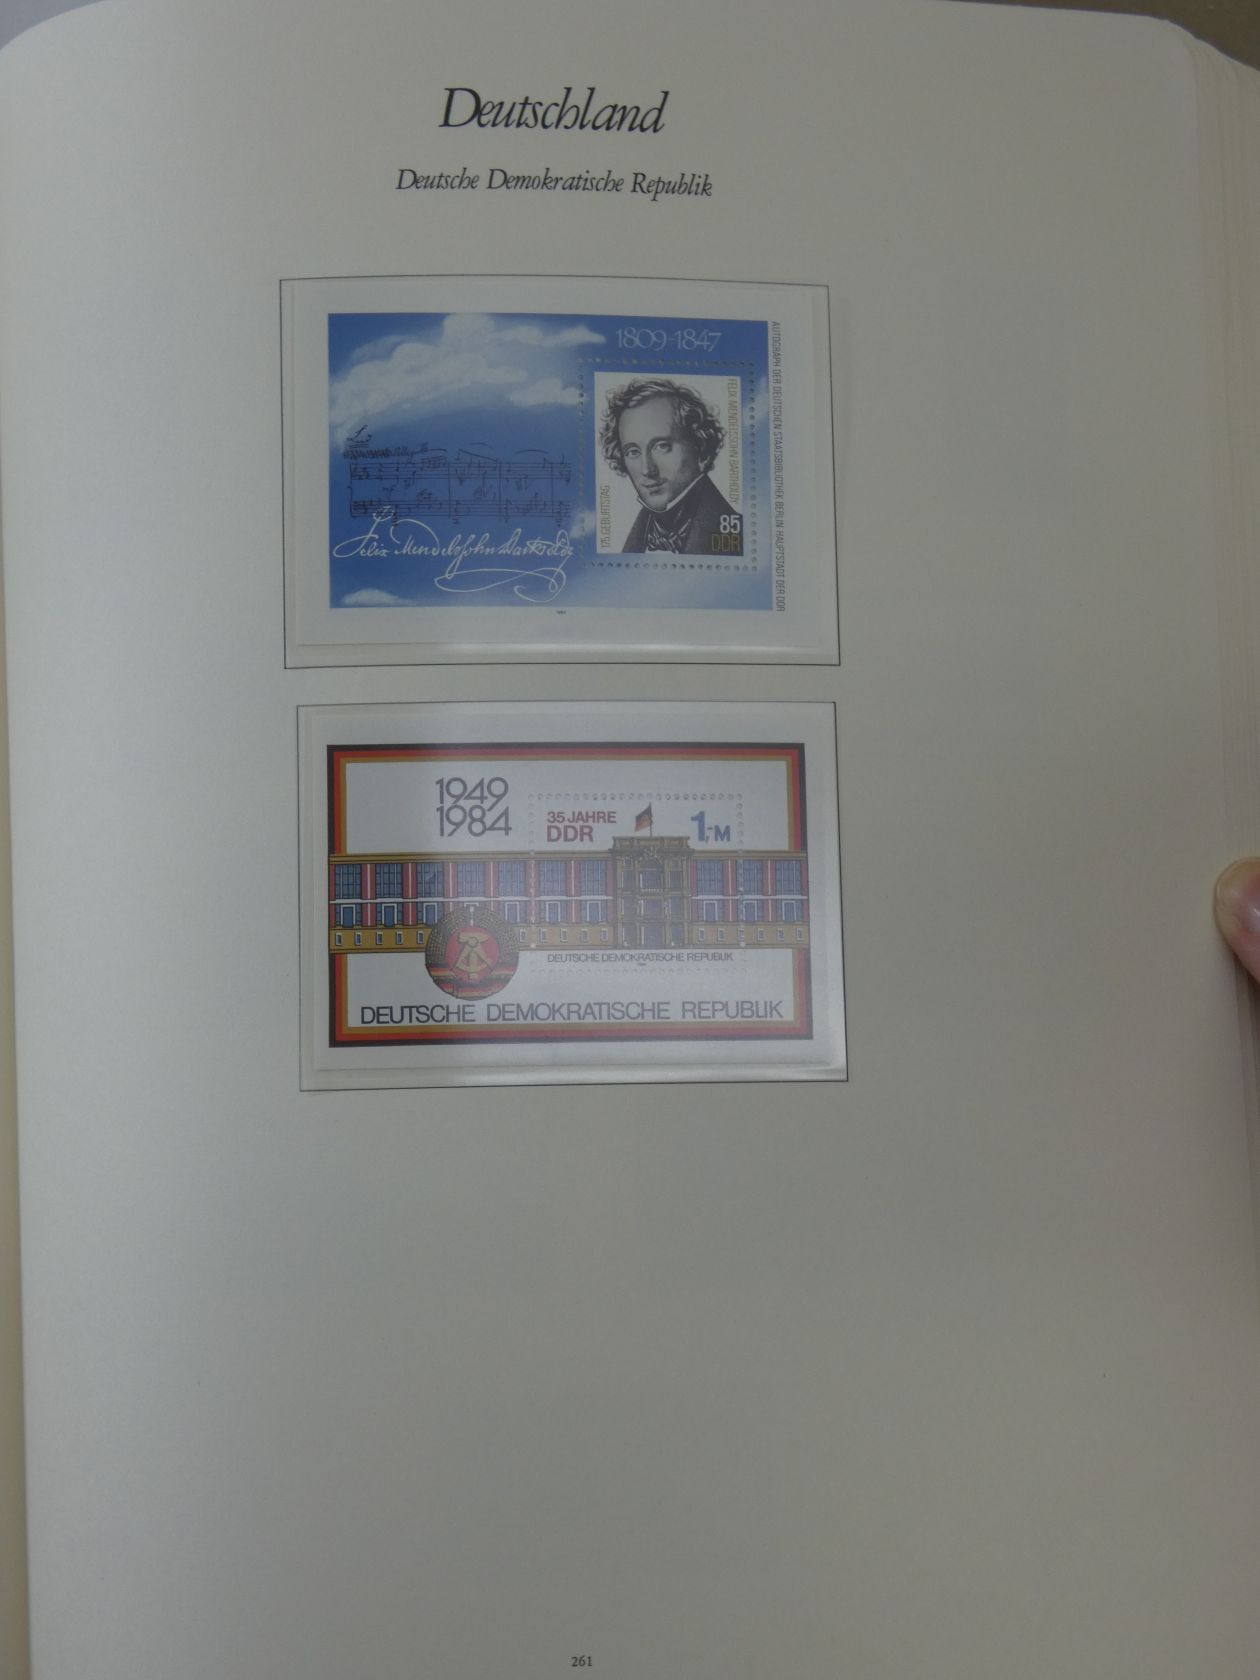 Deutschland
Deutsche Demokratische Republik
1809-1847
AUTOGRAPH DER DEUTSCHEN STAATSBIBLIOTHEK BERLIN HAUPTSTADT DER DDR
FELIX MENDELSSOHN BARTHOLDY
175. GEBURTSTAG
85
DDR
Felix Mendelssohn Bartholdy
1949
1984
35 JAHRE
DDR
1,-M
DEUTSCHE DEMOKRATISCHE REPUBLIK
DEUTSCHE DEMOKRATISCHE REPUBLIK
261